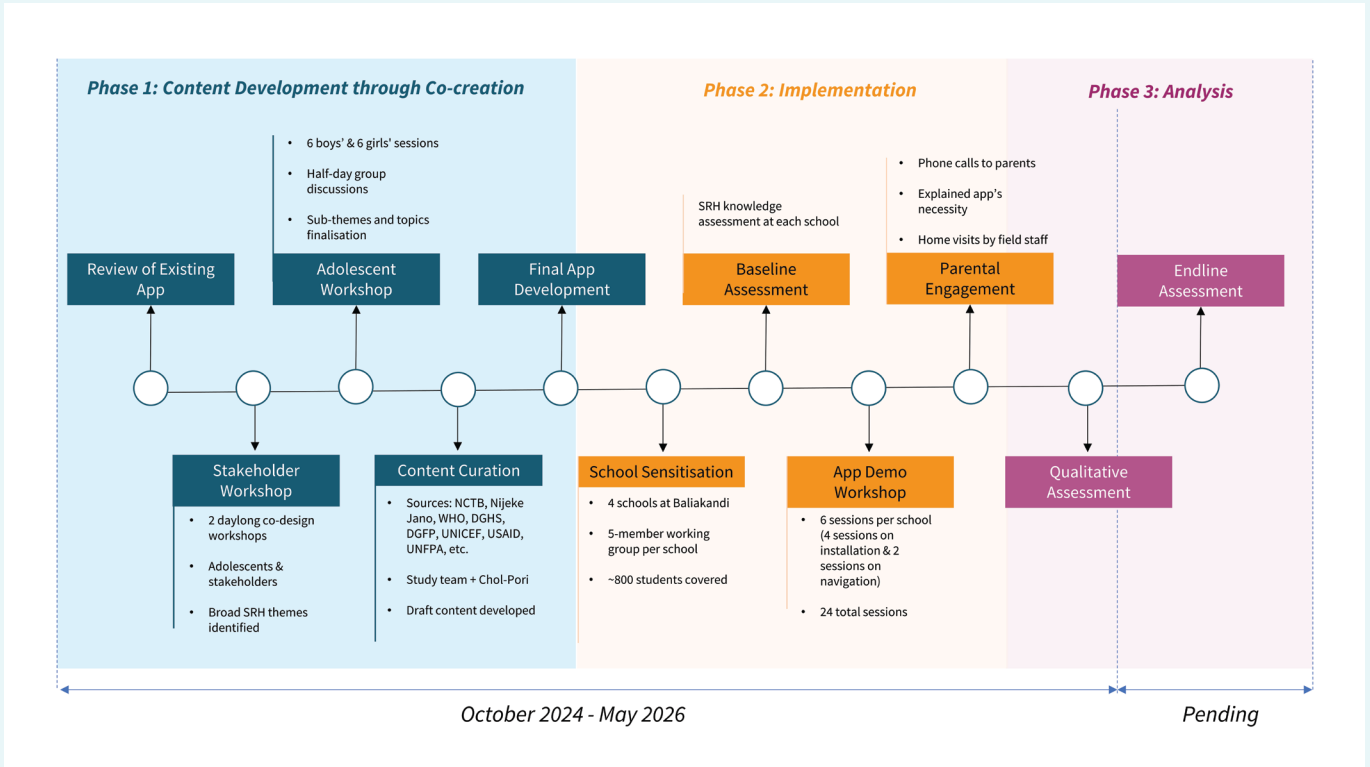 Phase 1: Content Development through Co-creation
Phase 2: Implementation
Phase 3: Analysis
• 6 boys' & 6 girls' sessions
• Half-day group
discussions
• Sub-themes and topics
finalisation
SRH knowledge
assessment at each school
• Phone calls to parents
• Explained app's
necessity
• Home visits by field staff
Review of Existing
App
Adolescent
Workshop
Final App
Development
Baseline
Assessment
Parental
Engagement
Endline
Assessment
Stakeholder
Workshop
• 2 daylong co-design
workshops
• Adolescents &
stakeholders
• Broad SRH themes
identified
Content Curation
• Sources: NCTB, Nijeke
Jano, WHO, DGHS,
DGFP, UNICEF, USAID,
UNFPA, etc.
• Study team + Chol-Pori
• Draft content developed
School Sensitisation
• 4 schools at Baliakandi
• 5-member working
group per school
• ~800 students covered
App Demo
Workshop
• 6 sessions per school
(4 sessions on
installation & 2
sessions on
navigation)
• 24 total sessions
Qualitative
Assessment
October 2024 - May 2026
Pending